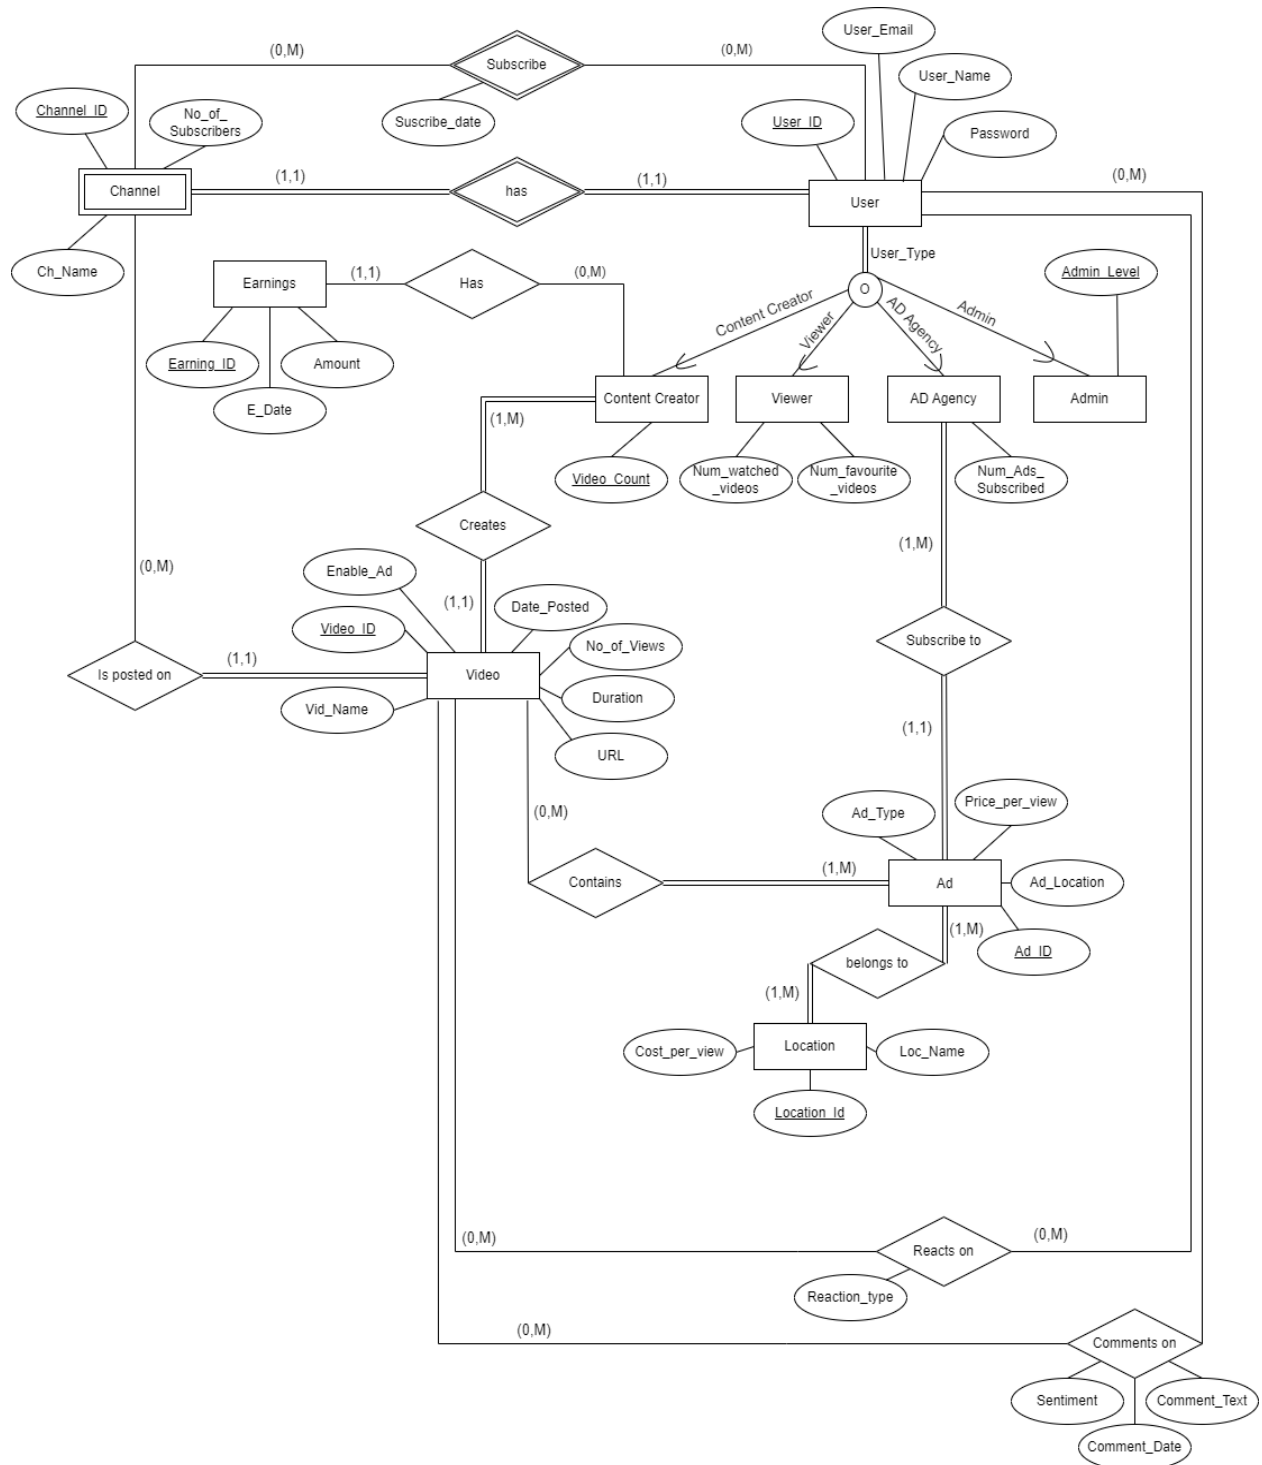 User_Email
(0,M)
Subscribe
(0,M)
User_Name
Channel_ID
No_of_
Subscribers
Suscribe_date
User_ID
Password
(1,1)
(1,1)
(0,M)
Channel
has
User
User_Type
Ch_Name
Earnings
(1,1)
Has
(0,M)
Admin_Level
O
Content Creator
Viewer
AD Agency
Admin
Earning_ID
Amount
E_Date
Content Creator
Viewer
AD Agency
Admin
(1,M)
Video_Count
Num_watched
_videos
Num_favourite
_videos
Num_Ads_
Subscribed
Creates
(1,M)
(0,M)
Enable_Ad
(1,1)
Date_Posted
Video_ID
No_of_Views
Subscribe to
Is posted on
(1,1)
Video
Duration
Vid_Name
(1,1)
URL
(0,M)
Ad_Type
Price_per_view
Contains
(1,M)
Ad
Ad_Location
(1,M)
Ad_ID
belongs to
(1,M)
Cost_per_view
Location
Loc_Name
Location_Id
(0,M)
Reacts on
(0,M)
Reaction_type
(0,M)
Comments on
Sentiment
Comment_Text
Comment_Date